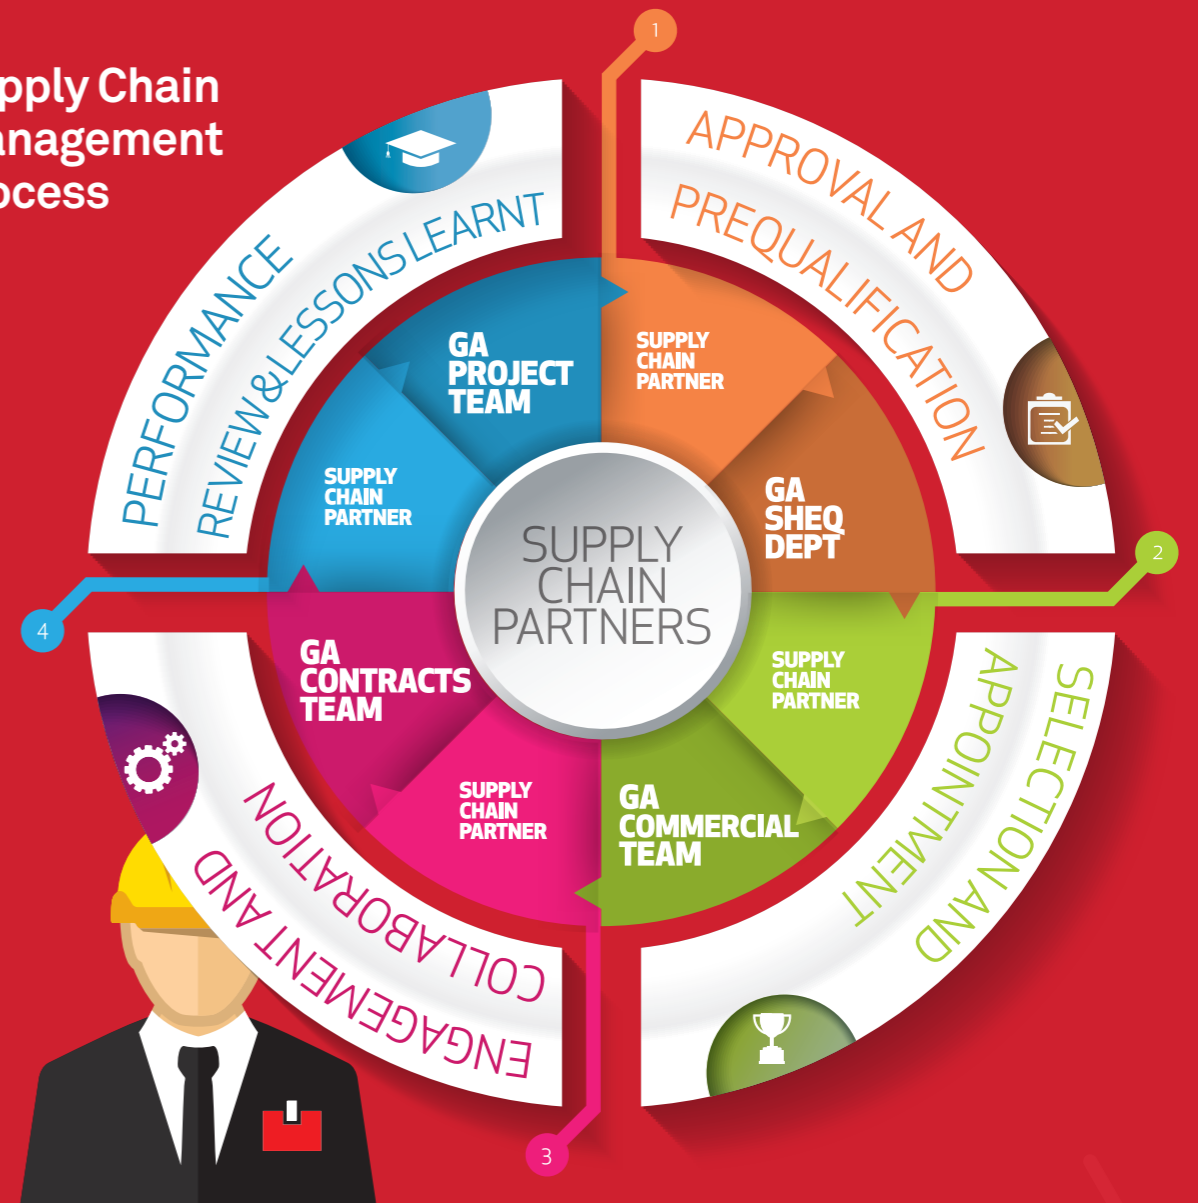 pply Chain
anagement
ocess
1
APPROVAL AND
PREQUALIFICATION
SUPPLY
CHAIN
PARTNER
GA
SHEQ
DEPT
2
SELECTION AND
APPOINTMENT
SUPPLY
CHAIN
PARTNER
GA
COMMERCIAL
TEAM
3
ENGAGEMENT AND
COLLABORATION
SUPPLY
CHAIN
PARTNER
GA
CONTRACTS
TEAM
4
PERFORMANCE
REVIEW & LESSONS LEARNT
SUPPLY
CHAIN
PARTNER
GA
PROJECT
TEAM
SUPPLY
CHAIN
PARTNERS